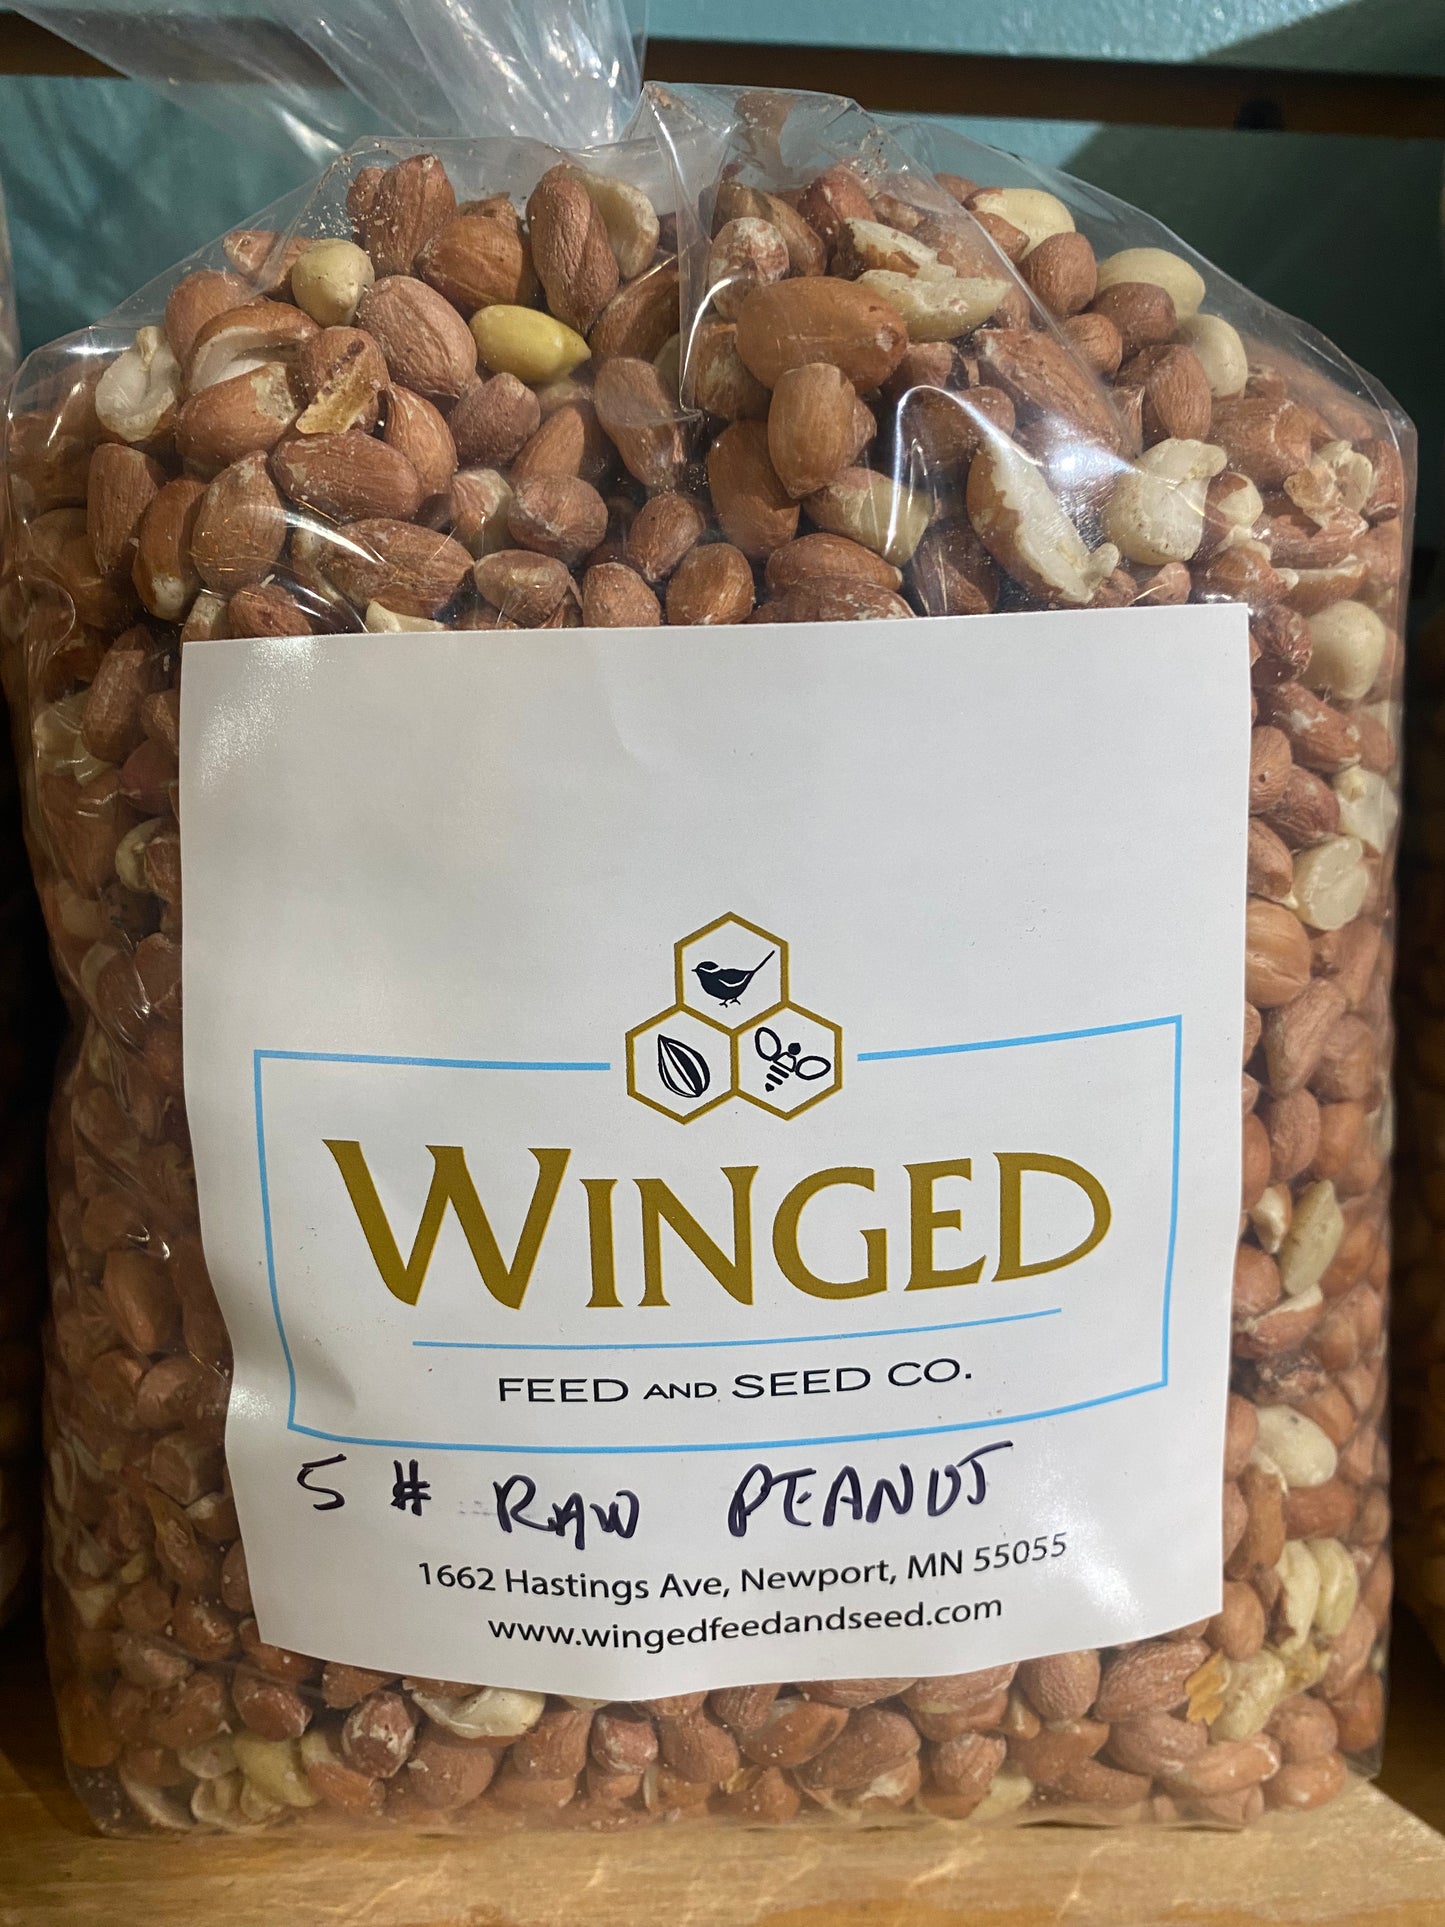 WINGED
FEED AND SEED CO.
5 # RAW PEANUT
1662 Hastings Ave, Newport, MN 55055
www.wingedfeedandseed.com